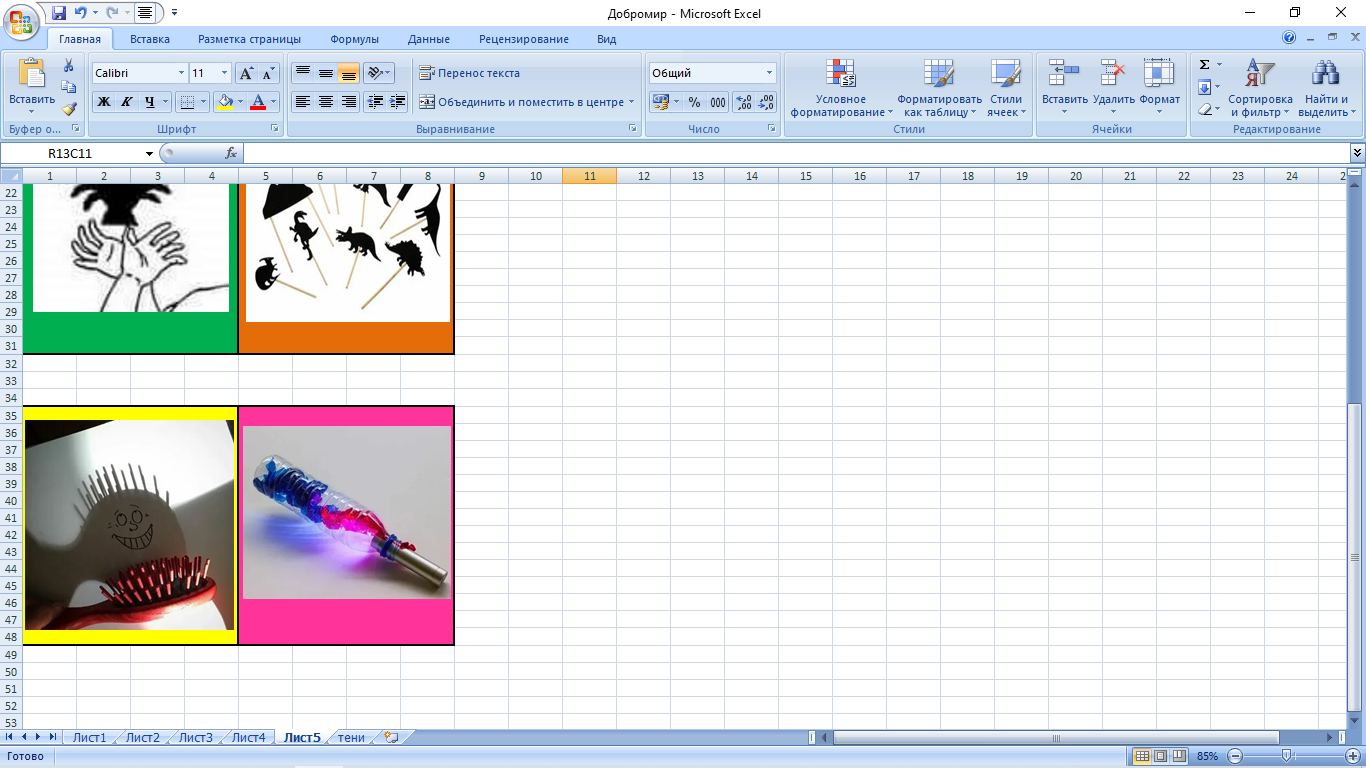 Добромир - Microsoft Excel
Главная Вставка Разметка страницы Формулы Данные Рецензирование Вид
Вставить
Буфер о...
Calibri 11
Ж К Ч А
Шрифт
Перенос текста
Объединить и поместить в центре
Выравнивание
Общий
% 000
Число
Условное форматирование
Форматировать как таблицу
Стили ячеек
Стили
Вставить Удалить Формат
Ячейки
Σ
Сортировка и фильтр
Найти и выделить
Редактирование
R13C11 fx
1 2 3 4 5 6 7 8 9 10 11 12 13 14 15 16 17 18 19 20 21 22 23 24 2
22
23
24
25
26
27
28
29
30
31
32
33
34
35
36
37
38
39
40
41
42
43
44
45
46
47
48
49
50
51
52
53
Лист1 Лист2 Лист3 Лист4 Лист5 тени
Готово 85%